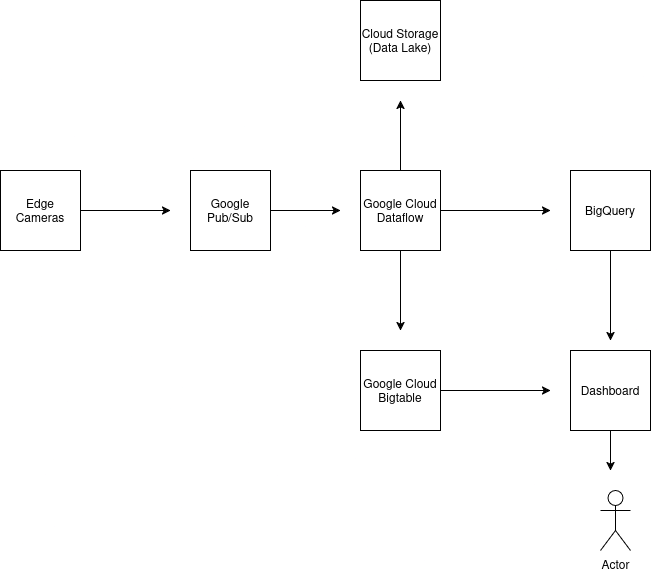 Cloud Storage
(Data Lake)
Edge
Cameras
Google
Pub/Sub
Google Cloud
Dataflow
BigQuery
Google Cloud
Bigtable
Dashboard
Actor